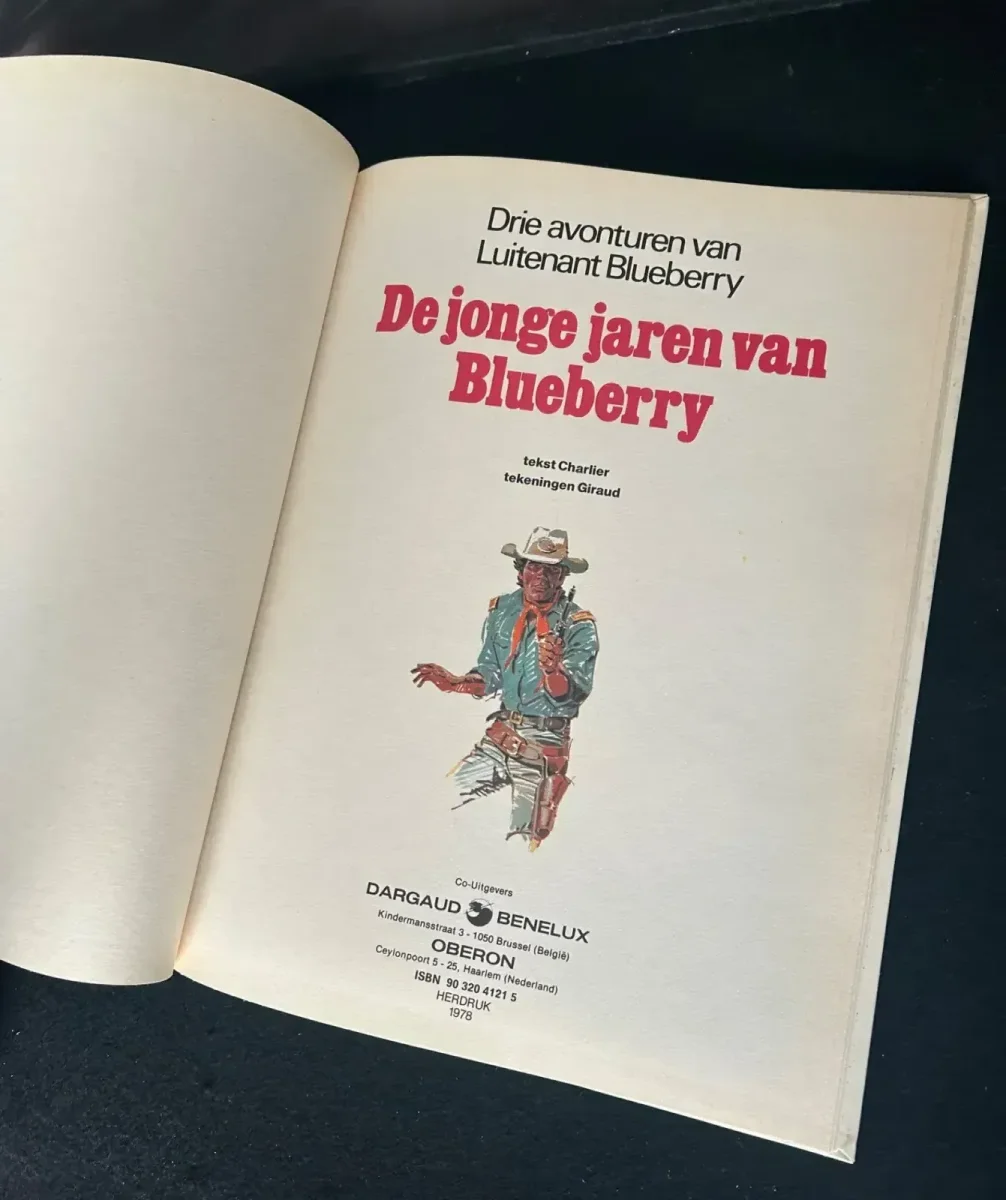 Drie avonturen van
Luitenant Blueberry
De jonge jaren van
Blueberry
tekst Charlier
tekeningen Giraud
Co-Uitgevers
DARGAUD BENELUX
Kindermansstraat 3 - 1050 Brussel (België)
OBERON
Ceylonpoort 5 - 25, Haarlem (Nederland)
ISBN 90 320 4121 5
HERDRUK
1978